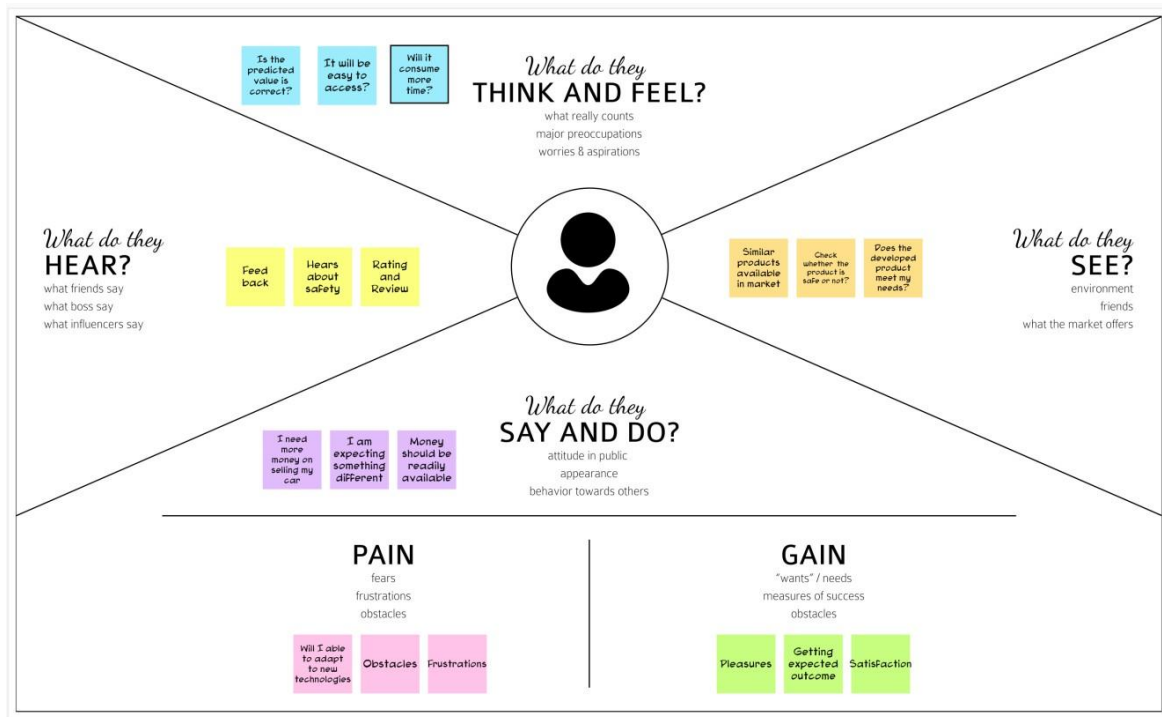 Is the
predicted
value is
correct?
It will be
easy to
access?
Will it
consume
more
time?
What do they
THINK AND FEEL?
what really counts
major preoccupations
worries & aspirations
What do they
HEAR?
what friends say
what boss say
what influencers say
Feed
back
Hears
about
safety
Rating
and
Review
Similar
products
available
in market
Check
whether the
product is
safe or not?
Does the
developed
product
meet my
needs?
What do they
SEE?
environment
friends
what the market offers
What do they
SAY AND DO?
attitude in public
appearance
behavior towards others
I need
more
money on
selling my
car
I am
expecting
something
different
Money
should be
readily
available
PAIN
fears
frustrations
obstacles
Will I able
to adapt
to new
technologies
Obstacles
Frustrations
GAIN
"wants" / needs
measures of success
obstacles
Pleasures
Getting
expected
outcome
Satisfaction